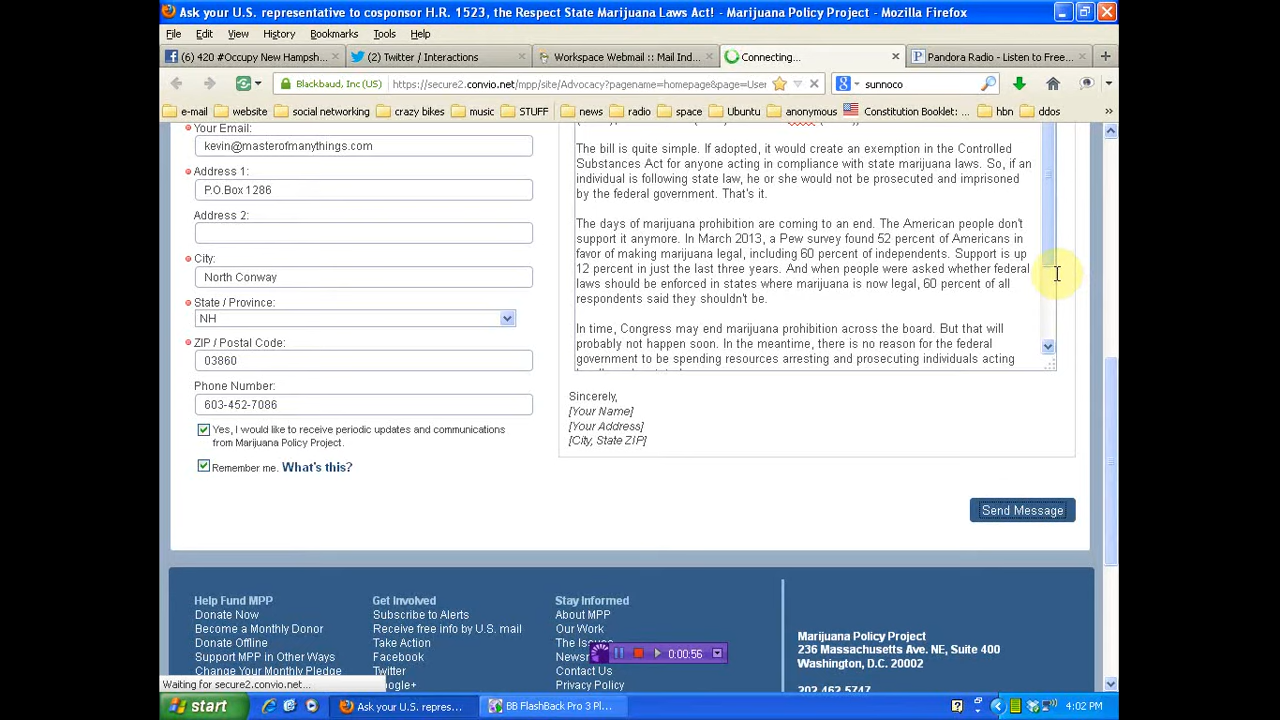 Ask your U.S. representative to cosponsor H.R. 1523, the Respect State Marijuana Laws Act! - Marijuana Policy Project - Mozilla Firefox
File Edit View History Bookmarks Tools Help
(6) 420 #Occupy New Hampsh...
(2) Twitter / Interactions
Workspace Webmail :: Mail Ind...
Connecting...
Pandora Radio - Listen to Free...
Blackbaud, Inc (US)
https://secure2.convio.net/mpp/site/Advocacy?pagename=homepage&page=User
sunnoco
e-mail website social networking crazy bikes music STUFF news radio space Ubuntu anonymous Constitution Booklet: ... hbn ddos
Your Email:
kevin@masterofmanythings.com
Address 1:
P.O.Box 1286
Address 2:
City:
North Conway
State / Province:
NH
ZIP / Postal Code:
03860
Phone Number:
603-452-7086
Yes, I would like to receive periodic updates and communications
from Marijuana Policy Project.
Remember me. What's this?
The bill is quite simple. If adopted, it would create an exemption in the Controlled
Substances Act for anyone acting in compliance with state marijuana laws. So, if an
individual is following state law, he or she would not be prosecuted and imprisoned
by the federal government. That's it.
The days of marijuana prohibition are coming to an end. The American people don't
support it anymore. In March 2013, a Pew survey found 52 percent of Americans in
favor of making marijuana legal, including 60 percent of independents. Support is up
12 percent in just the last three years. And when people were asked whether federal
laws should be enforced in states where marijuana is now legal, 60 percent of all
respondents said they shouldn't be.
In time, Congress may end marijuana prohibition across the board. But that will
probably not happen soon. In the meantime, there is no reason for the federal
government to be spending resources arresting and prosecuting individuals acting
Sincerely,
[Your Name]
[Your Address]
[City, State ZIP]
Send Message
Help Fund MPP
Donate Now
Become a Monthly Donor
Donate Offline
Support MPP in Other Ways
Change Your Monthly Pledge
Get Involved
Subscribe to Alerts
Receive free info by U.S. mail
Take Action
Facebook
Twitter
Stay Informed
About MPP
Our Work
The
News
Contact Us
Privacy Policy
Marijuana Policy Project
236 Massachusetts Ave. NE, Suite 400
Washington, D.C. 20002
202.462.5747
0:00:56
Waiting for secure2.convio.net...
start
Ask your U.S. repres...
BB FlashBack Pro 3 Pl...
4:02 PM